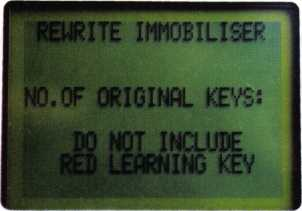 REWRITE IMMOBILISER
NO.OF ORIGINAL KEYS:
DO NOT INCLUDE
RED LEARNING KEY